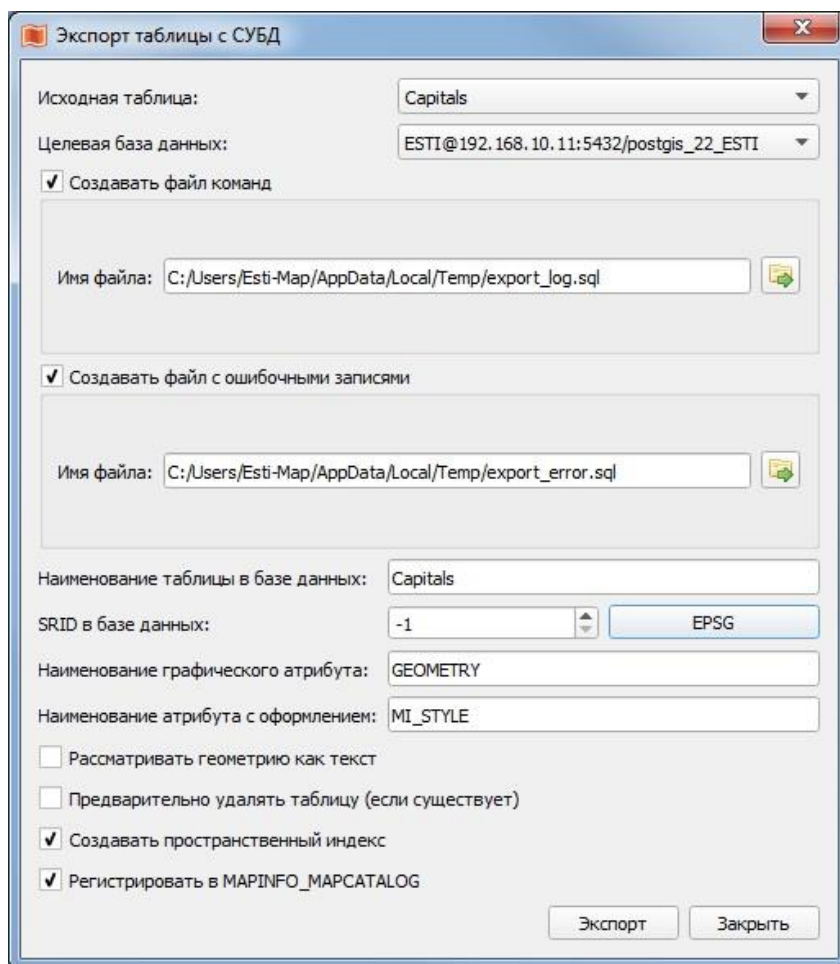 Экспорт таблицы с СУБД
Исходная таблица: Capitals
Целевая база данных: ESTI@192.168.10.11:5432/postgis_22_ESTI
Создавать файл команд
Имя файла: C:/Users/Esti-Map/AppData/Local/Temp/export_log.sql
Создавать файл с ошибочными записями
Имя файла: C:/Users/Esti-Map/AppData/Local/Temp/export_error.sql
Наименование таблицы в базе данных: Capitals
SRID в базе данных: -1 EPSG
Наименование графического атрибута: GEOMETRY
Наименование атрибута с оформлением: MI_STYLE
Рассматривать геометрию как текст
Предварительно удалять таблицу (если существует)
Создавать пространственный индекс
Регистрировать в MAPINFO_MAPCATALOG
Экспорт Закрыть